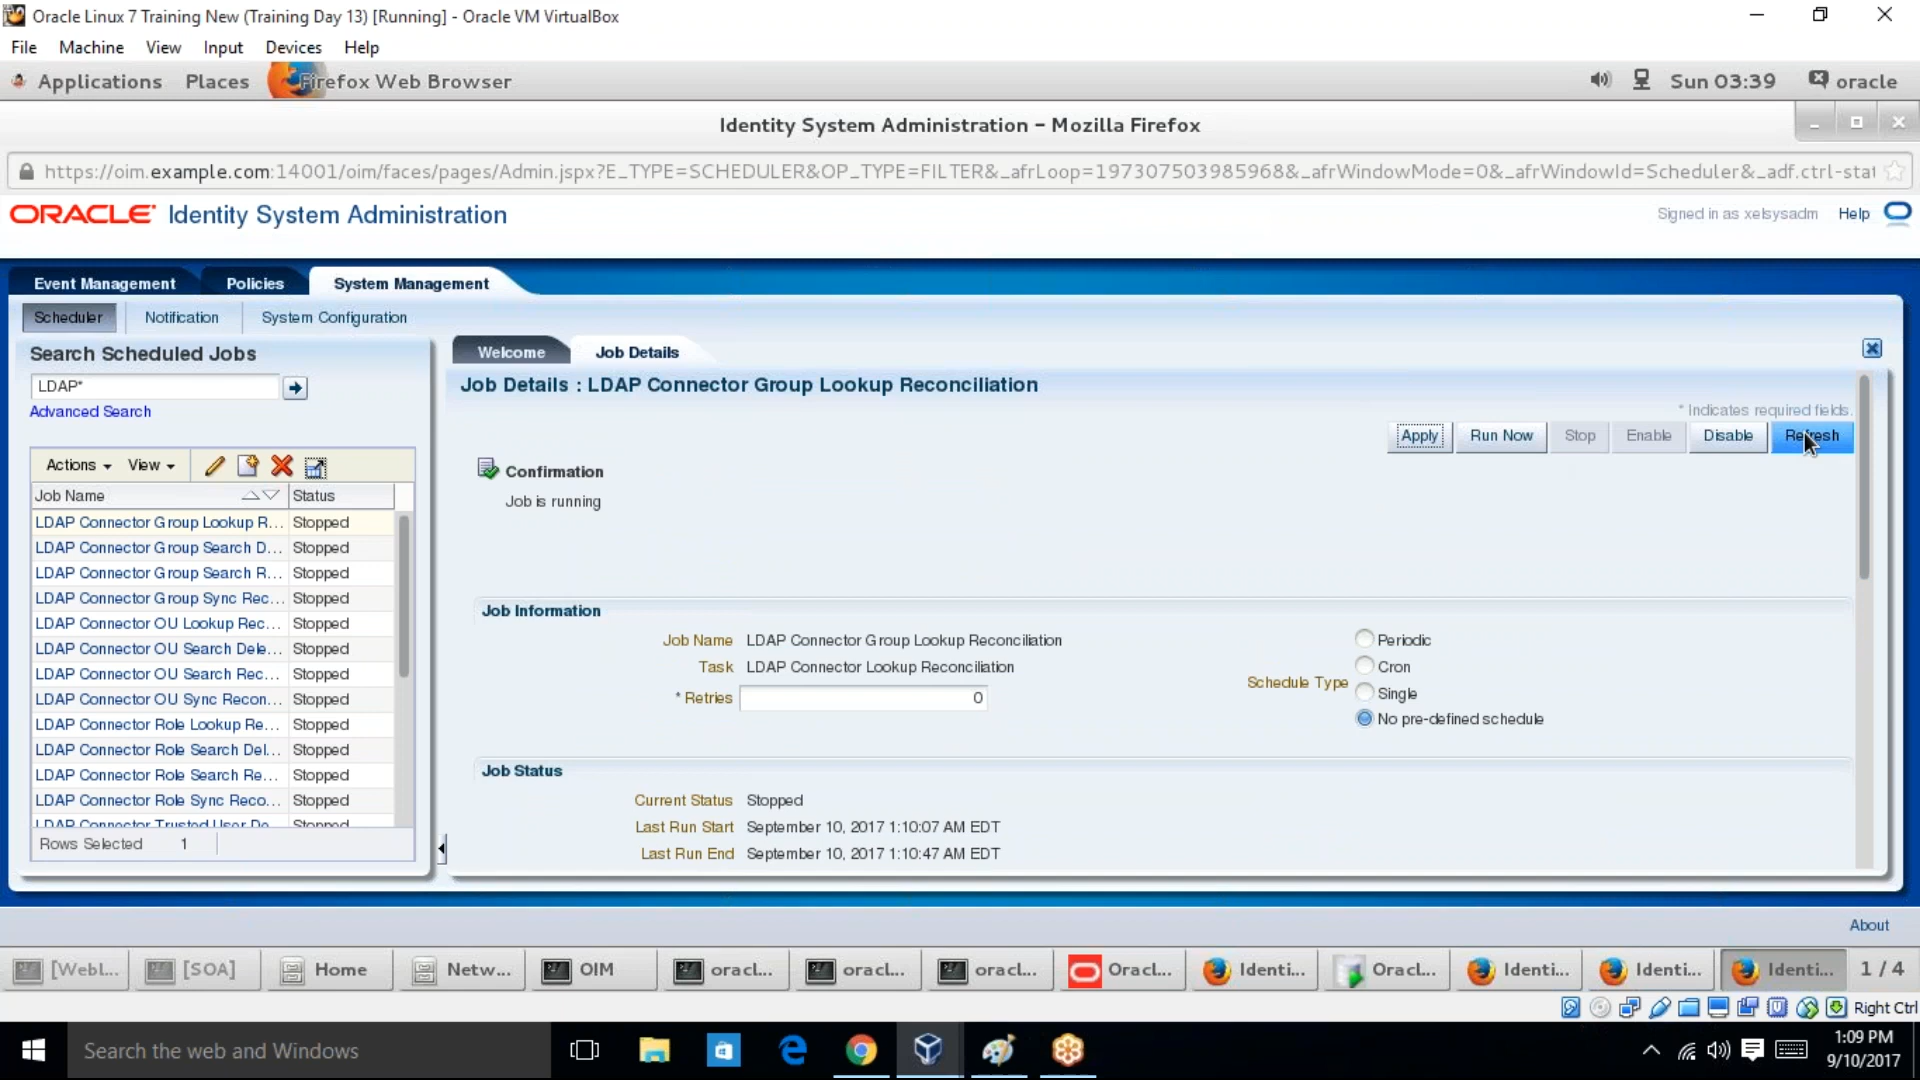 Oracle Linux 7 Training New (Training Day 13) [Running] - Oracle VM VirtualBox
File Machine View Input Devices Help
Applications Places Firefox Web Browser Sun 03:39 oracle
Identity System Administration – Mozilla Firefox
https://oim.example.com:14001/oim/faces/pages/Admin.jspx?E_TYPE=SCHEDULER&OP_TYPE=FILTER&_afrLoop=197307503985968&_afrWindowMode=0&_afrWindowId=Scheduler&_adf.ctrl-stat
ORACLE Identity System Administration Signed in as xelsysadm Help
Event Management Policies System Management
Scheduler Notification System Configuration
Search Scheduled Jobs
LDAP*
Advanced Search
Actions View
Job Name Status
LDAP Connector Group Lookup R... Stopped
LDAP Connector Group Search D... Stopped
LDAP Connector Group Search R... Stopped
LDAP Connector Group Sync Rec... Stopped
LDAP Connector OU Lookup Rec... Stopped
LDAP Connector OU Search Dele... Stopped
LDAP Connector OU Search Rec... Stopped
LDAP Connector OU Sync Recon... Stopped
LDAP Connector Role Lookup Re... Stopped
LDAP Connector Role Search Del... Stopped
LDAP Connector Role Search Re... Stopped
LDAP Connector Role Sync Reco... Stopped
LDAP Connector Trusted User De... Stopped
Rows Selected 1
Welcome Job Details
Job Details : LDAP Connector Group Lookup Reconciliation
* Indicates required fields.
Apply Run Now Stop Enable Disable Refresh
Confirmation
Job is running
Job Information
Job Name LDAP Connector Group Lookup Reconciliation
Task LDAP Connector Lookup Reconciliation
* Retries 0
Schedule Type
Periodic
Cron
Single
No pre-defined schedule
Job Status
Current Status Stopped
Last Run Start September 10, 2017 1:10:07 AM EDT
Last Run End September 10, 2017 1:10:47 AM EDT
About
[WebL... [SOA] Home Netw... OIM oracl... oracl... oracl... Oracl... Identi... Oracl... Identi... Identi... Identi... 1 / 4
Right Ctrl
Search the web and Windows
1:09 PM
9/10/2017